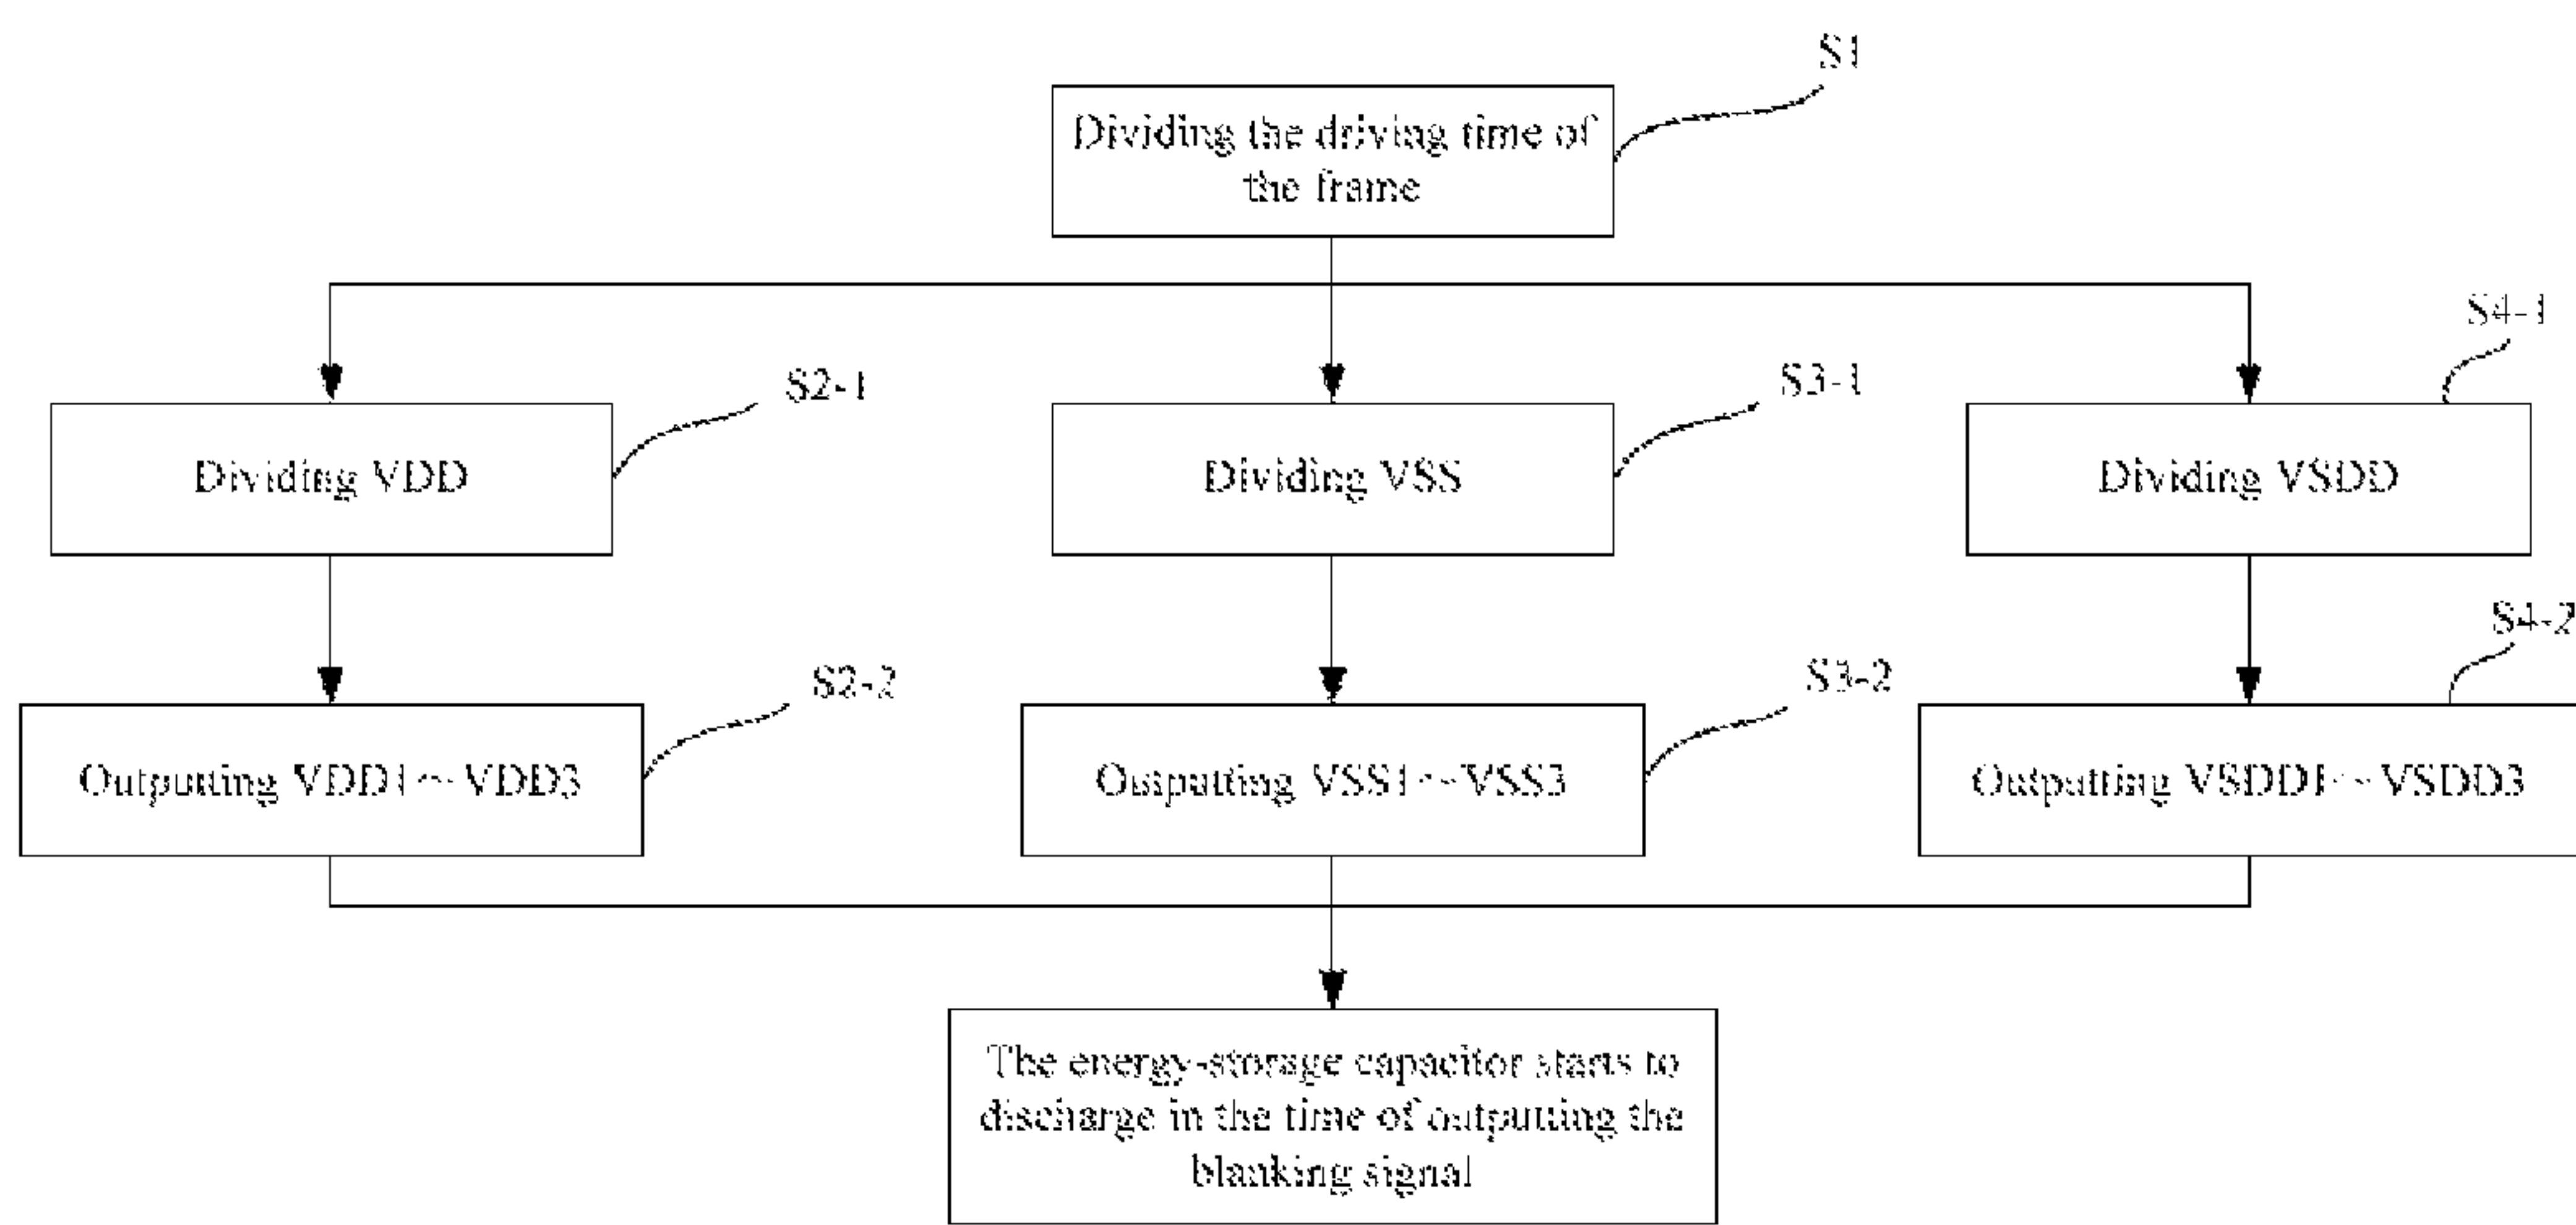 S1
Dividing the driving time of
the frame
S4-1
S2-1
S3-1
Dividing VDD
Dividing VSS
Dividing VSDD
S4-2
S2-2
S3-2
Outputting VDD1~VDD3
Outputting VSS1~VSS3
Outputting VSDD1~VSDD3
The energy-storage capacitor starts to
discharge in the time of outputting the
blanking signal